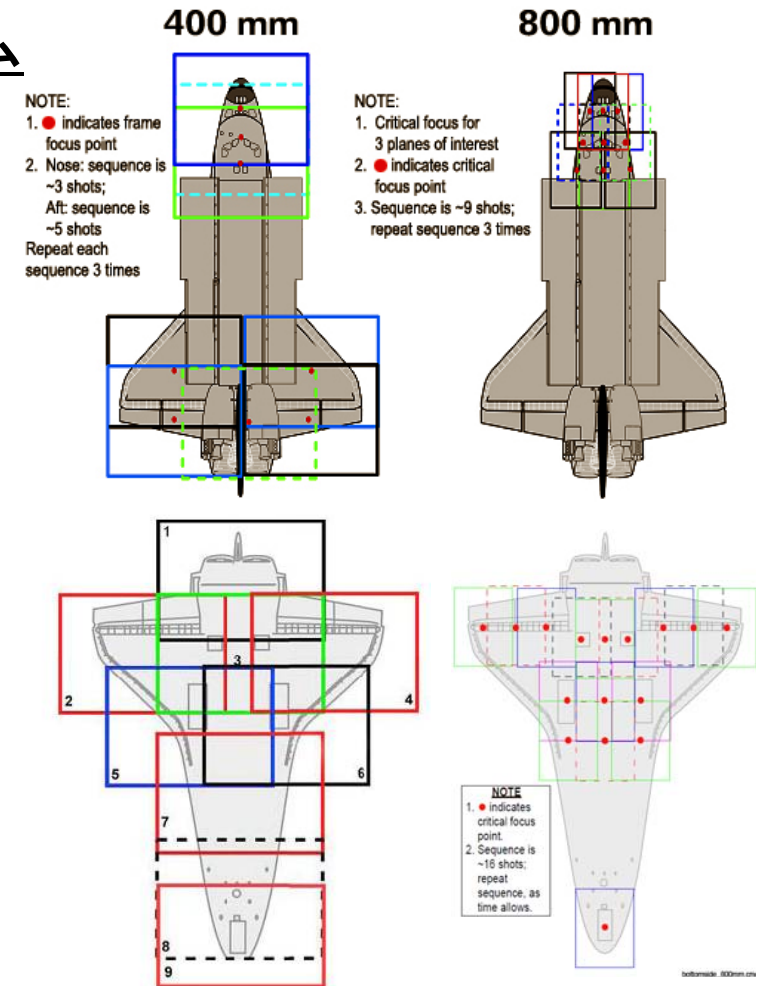 400 mm
800 mm
NOTE:
1. indicates frame
focus point
2. Nose: sequence is
~3 shots;
Aft: sequence is
~5 shots
Repeat each
sequence 3 times
NOTE:
1. Critical focus for
3 planes of interest
2. indicates critical
focus point
3. Sequence is ~9 shots;
repeat sequence 3 times
1
2
3
4
5
6
7
8
9
NOTE
1. indicates
critical focus
point.
2. Sequence is
~16 shots;
repeat
sequence, as
time allows.